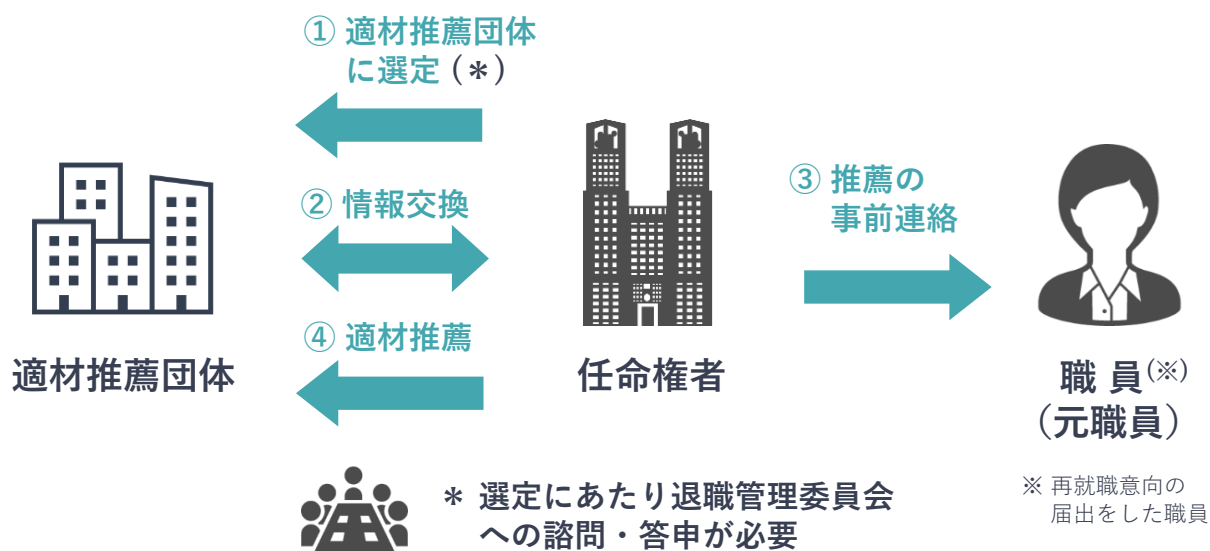 ① 適材推薦団体
に選定（＊）
② 情報交換
③ 推薦の
事前連絡
④ 適材推薦
適材推薦団体
任命権者
職 員(※)
（元職員）
＊ 選定にあたり退職管理委員会
への諮問・答申が必要
※ 再就職意向の
届出をした職員